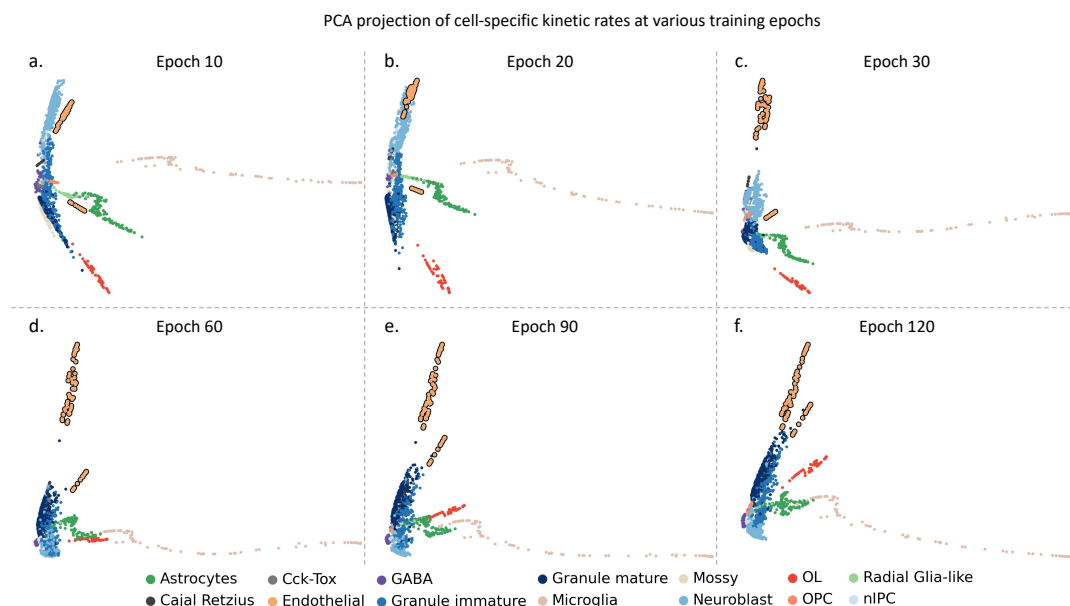 PCA projection of cell-specific kinetic rates at various training epochs
a. Epoch 10
b. Epoch 20
c. Epoch 30
d. Epoch 60
e. Epoch 90
f. Epoch 120
Astrocytes Cck-Tox GABA Granule mature Mossy OL Radial Glia-like
Cajal Retzius Endothelial Granule immature Microglia Neuroblast OPC nIPC